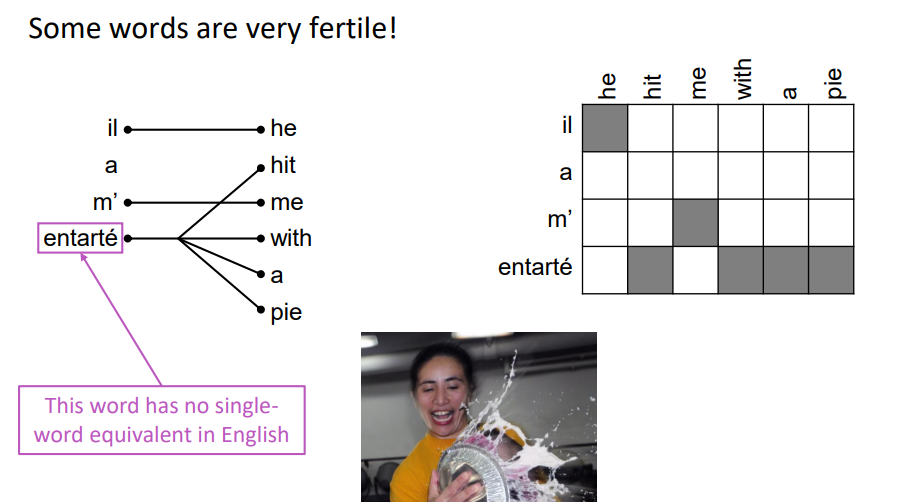 Some words are very fertile!
il
he
a
hit
m’
me
entarté
with
a
pie
This word has no single-
word equivalent in English
he
hit
me
with
a
pie
il
a
m’
entarté